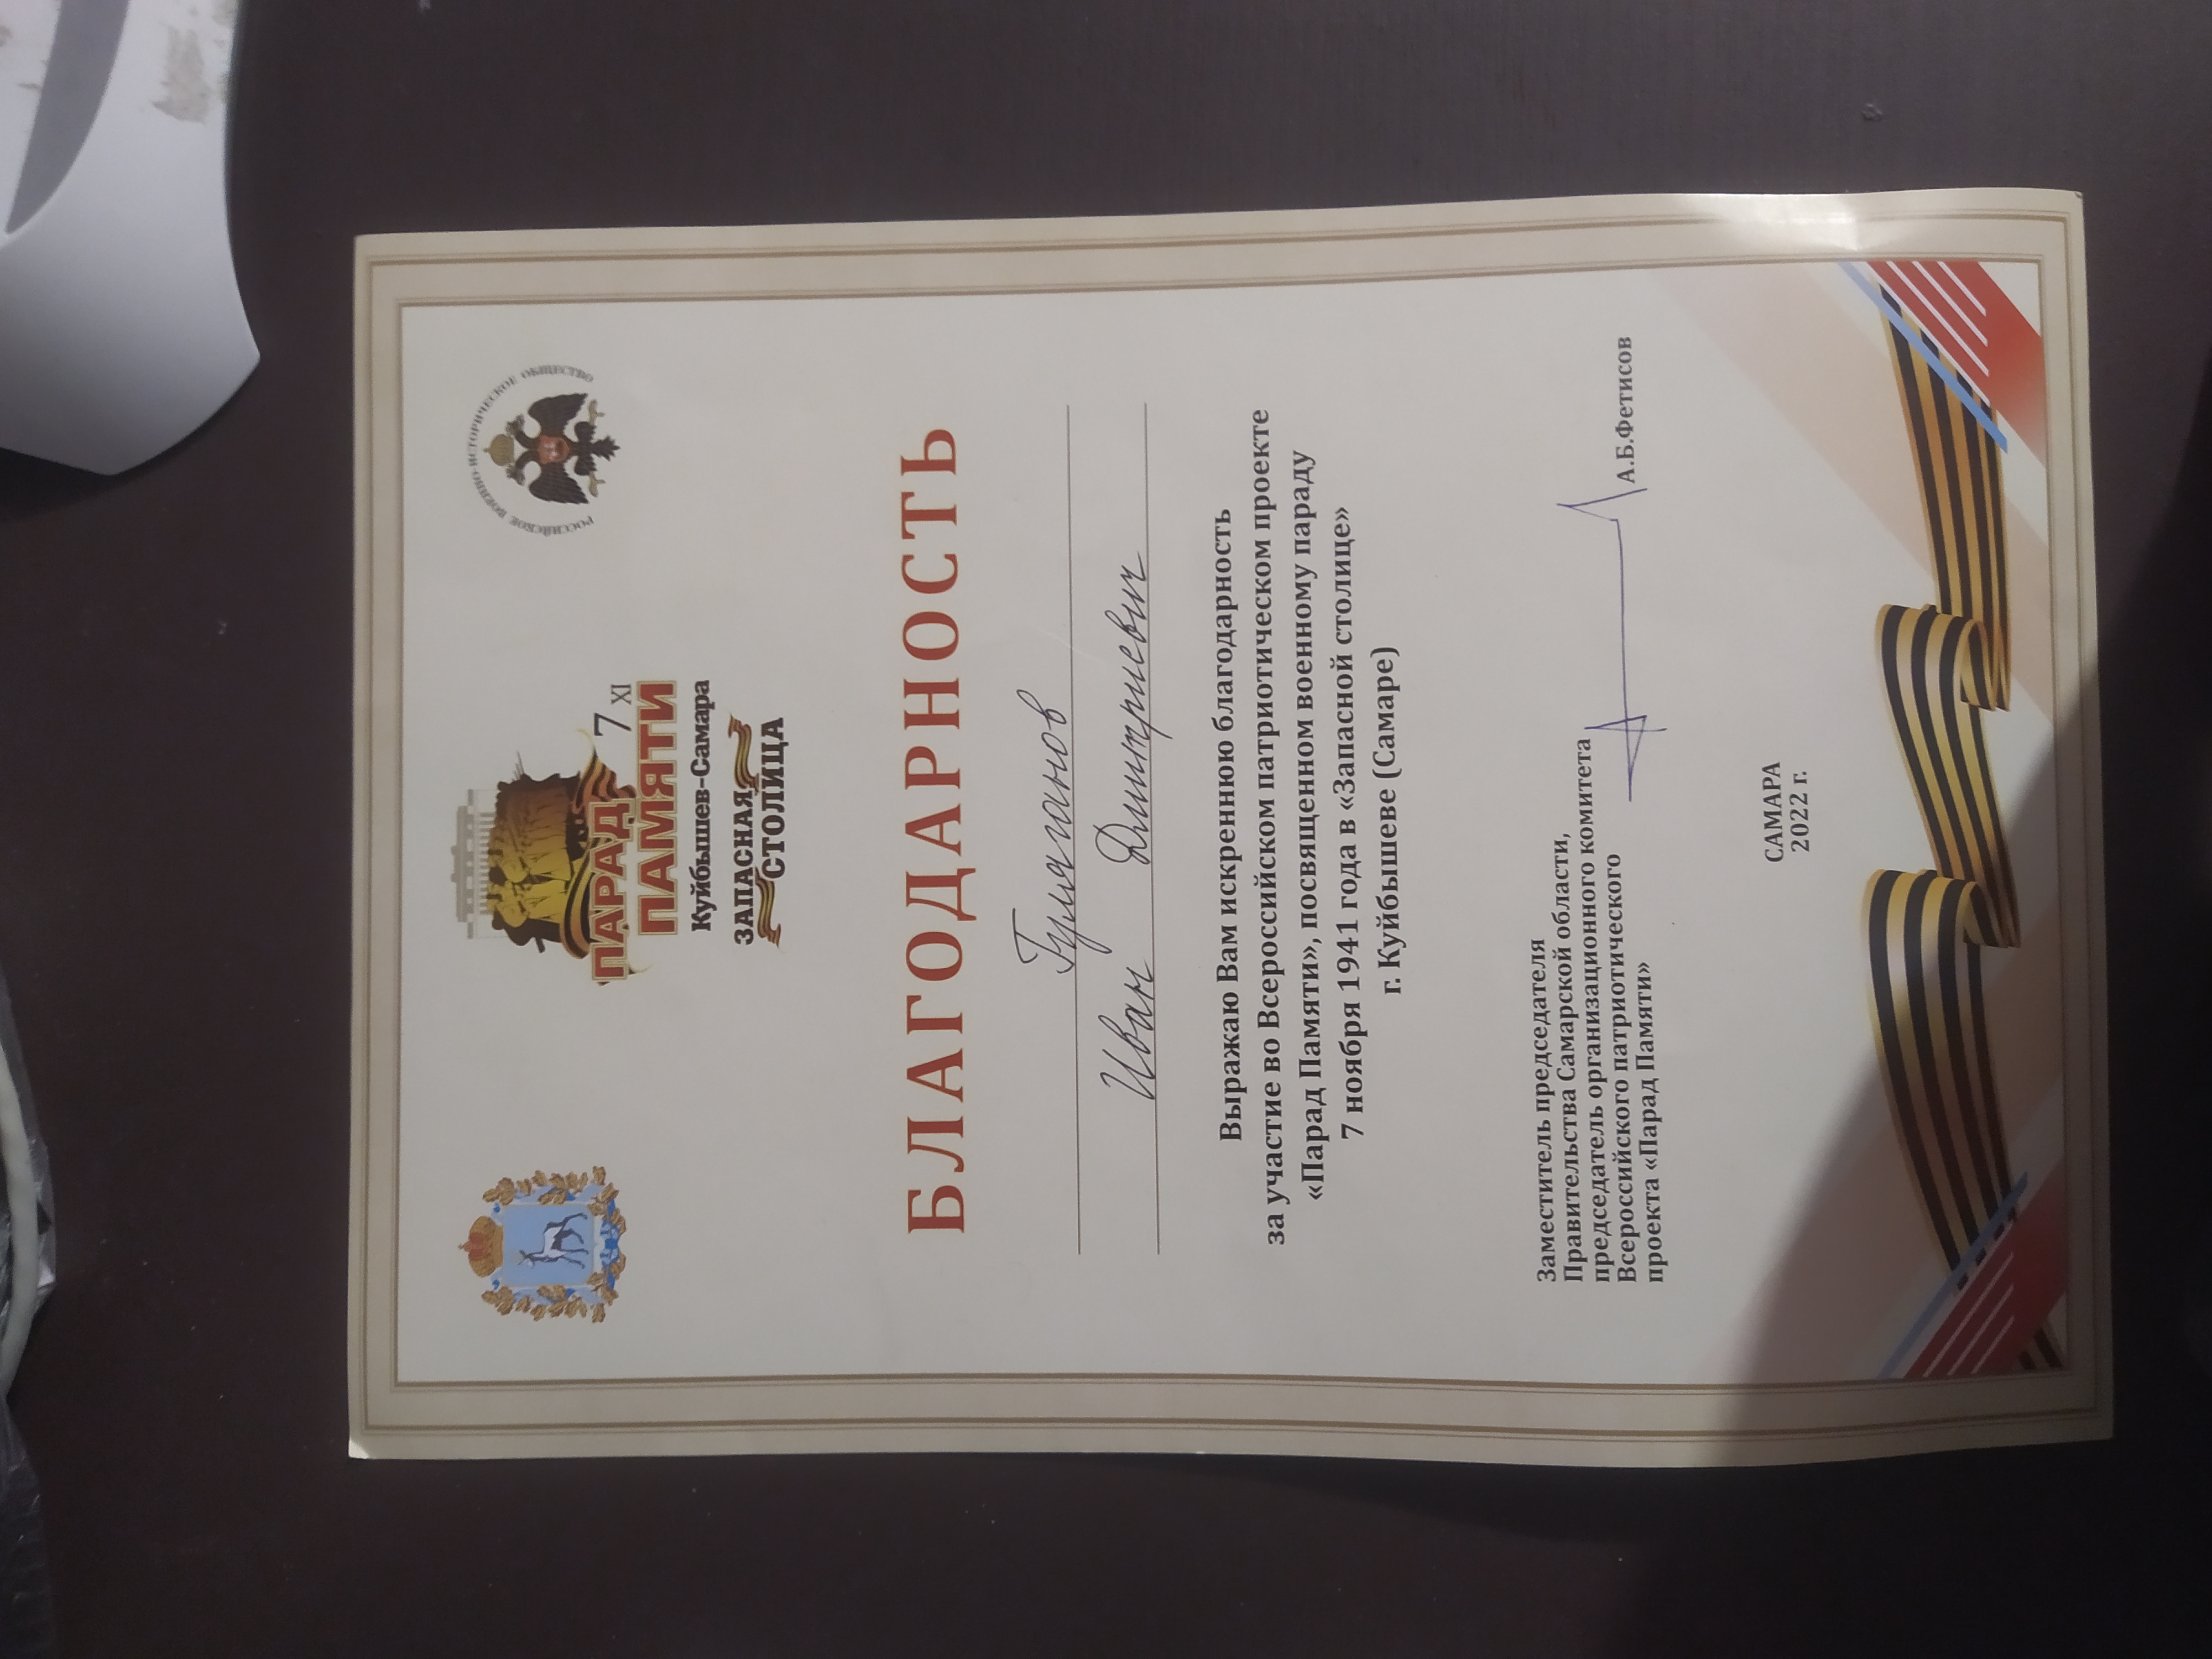 РОССИЙСКОЕ ВОЕННО-ИСТОРИЧЕСКОЕ ОБЩЕСТВО
ПАРАД 7 XI
ПАМЯТИ
Куйбышев-Самара
ЗАПАСНАЯ
СТОЛИЦА
БЛАГОДАРНОСТЬ
Иван Дмитриевич
Выражаю Вам искреннюю благодарность
за участие во Всероссийском патриотическом проекте
«Парад Памяти», посвященном военному параду
7 ноября 1941 года в «Запасной столице»
г. Куйбышеве (Самаре)
Заместитель председателя
Правительства Самарской области,
председатель организационного комитета
Всероссийского патриотического
проекта «Парад Памяти»
А.Б.Фетисов
САМАРА
2022 г.